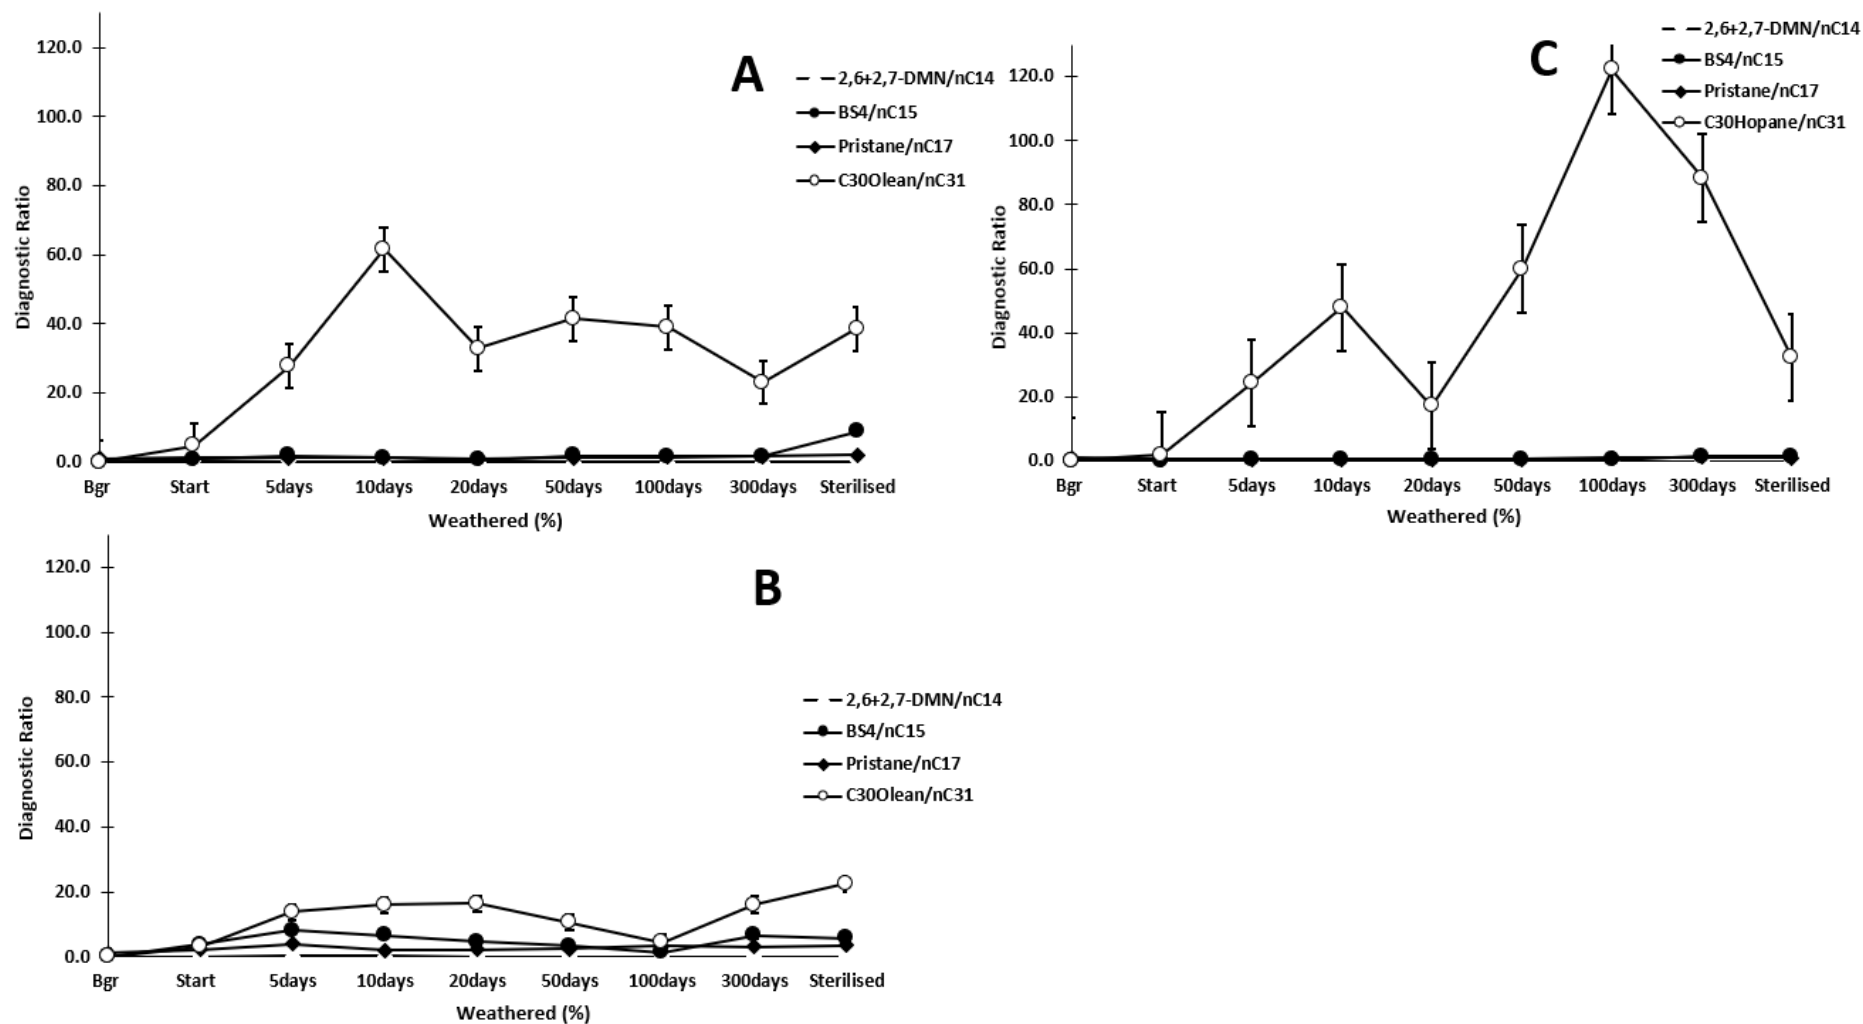 A
120.0
100.0
80.0
60.0
40.0
20.0
0.0
Diagnostic Ratio
2,6+2,7-DMN/nC14
BS4/nC15
Pristane/nC17
C30Olean/nC31
Bgr Start 5days 10days 20days 50days 100days 300days Sterilised
Weathered (%)
C
120.0
100.0
80.0
60.0
40.0
20.0
0.0
Diagnostic Ratio
2,6+2,7-DMN/nC14
BS4/nC15
Pristane/nC17
C30Hopane/nC31
Bgr Start 5days 10days 20days 50days 100days 300days Sterilised
Weathered (%)
B
120.0
100.0
80.0
60.0
40.0
20.0
0.0
Diagnostic Ratio
2,6+2,7-DMN/nC14
BS4/nC15
Pristane/nC17
C30Olean/nC31
Bgr Start 5days 10days 20days 50days 100days 300days Sterilised
Weathered (%)